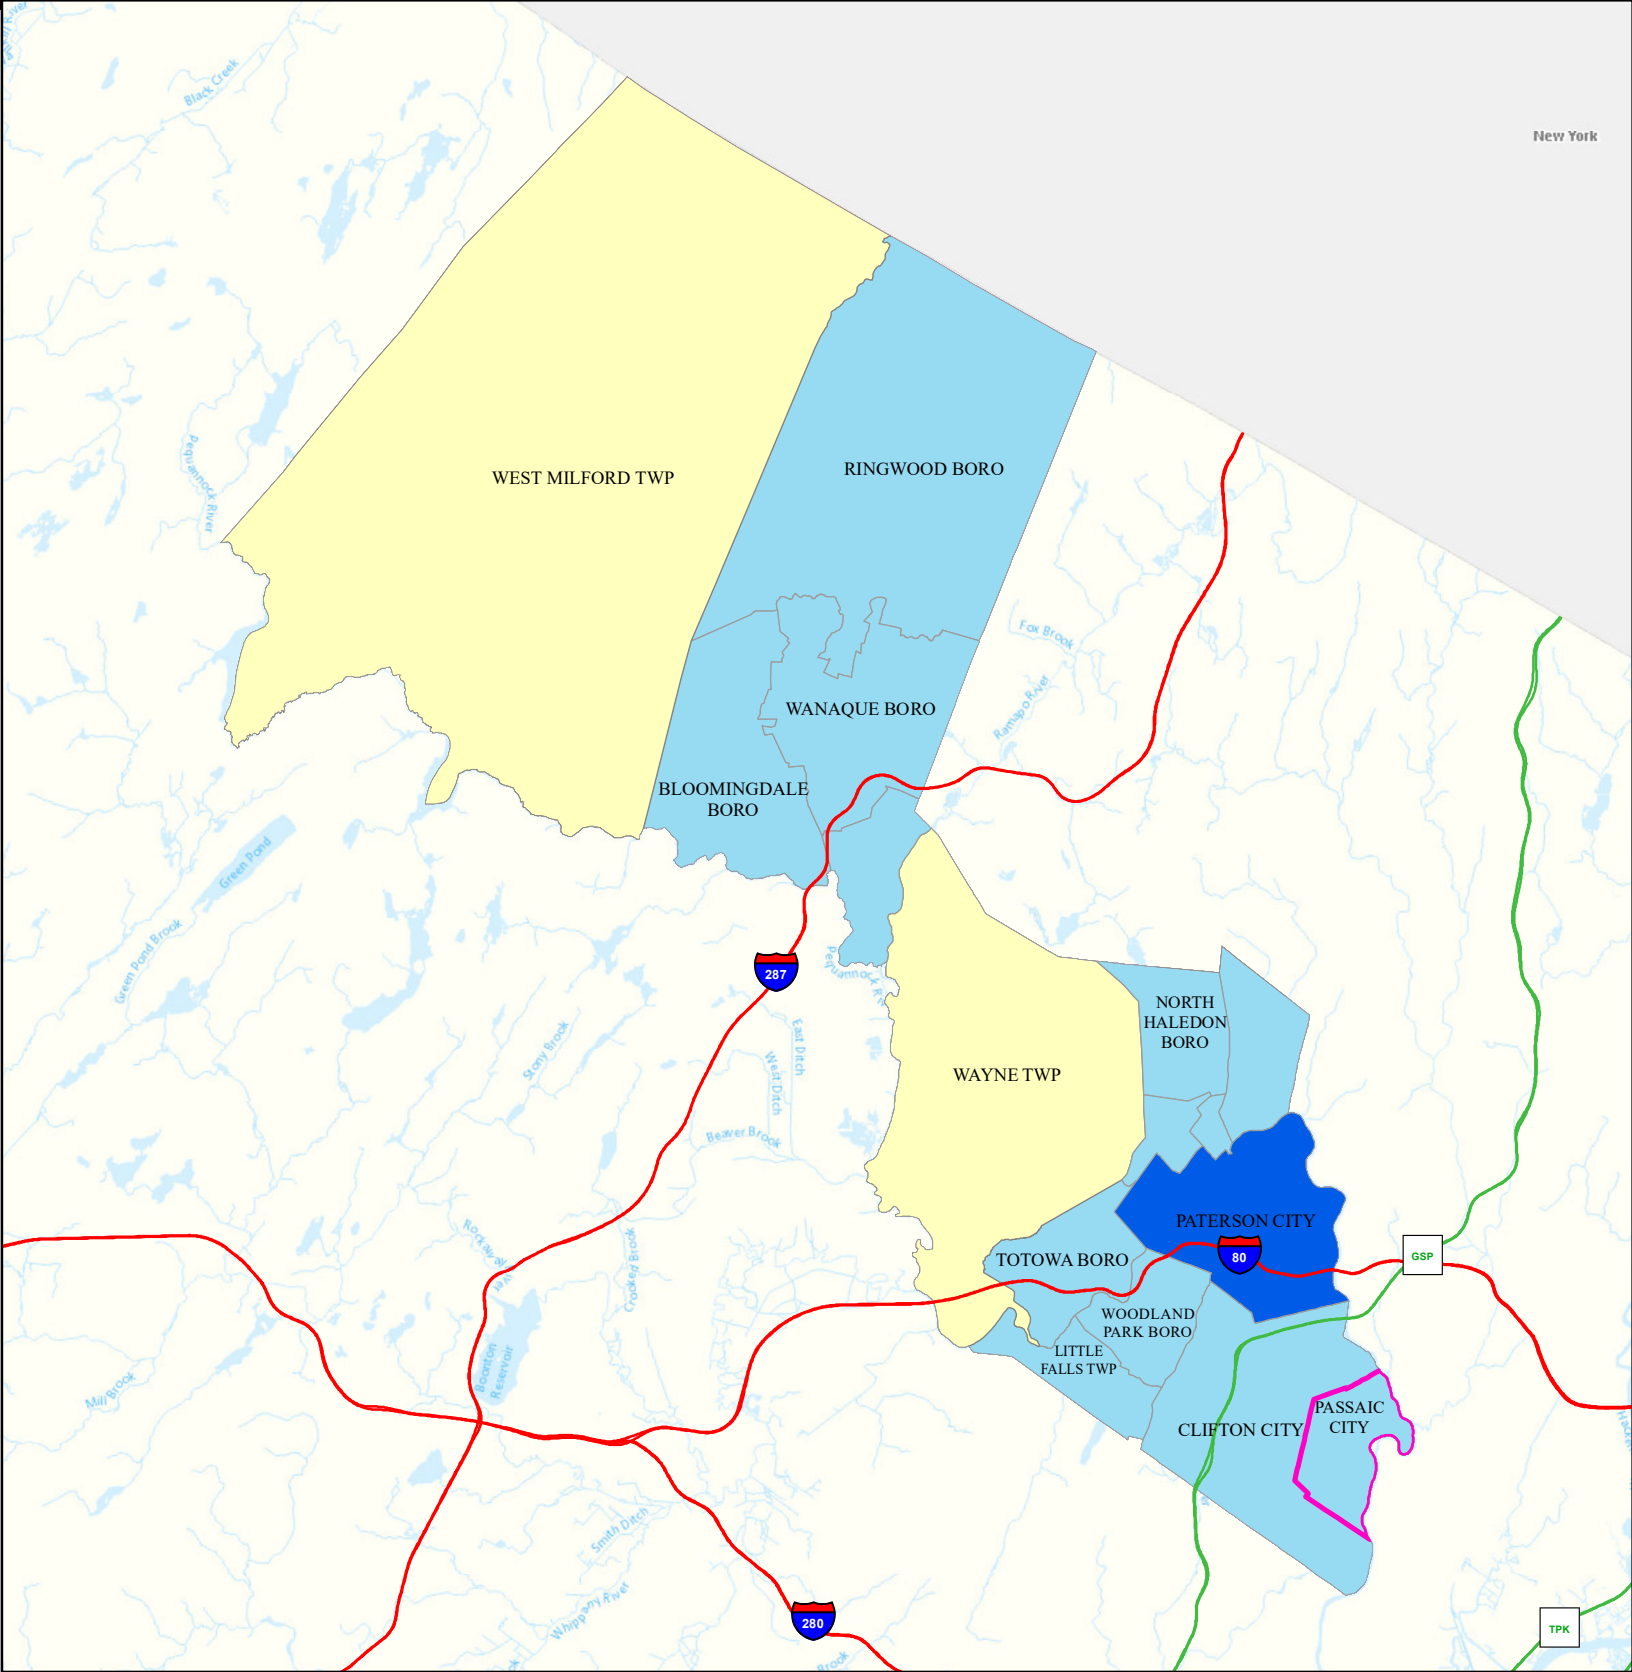 Black Creek
New York
Pequannock River
WEST MILFORD TWP
RINGWOOD BORO
Fox Brook
Ramapo River
WANAQUE BORO
BLOOMINGDALE
BORO
Green Pond
Green Pond Brook
287
Pequannock
NORTH
HALEDON
BORO
Stony Brook
East Ditch
West Ditch
WAYNE TWP
Beaver Brook
PATERSON CITY
Rockaway
River
Crooked Brook
TOTOWA BORO
80
GSP
WOODLAND
PARK BORO
LITTLE
FALLS TWP
Boonton
Reservoir
Mill Brook
PASSAIC
CITY
CLIFTON CITY
Smith Ditch
Whippany River
280
TPK
Brook